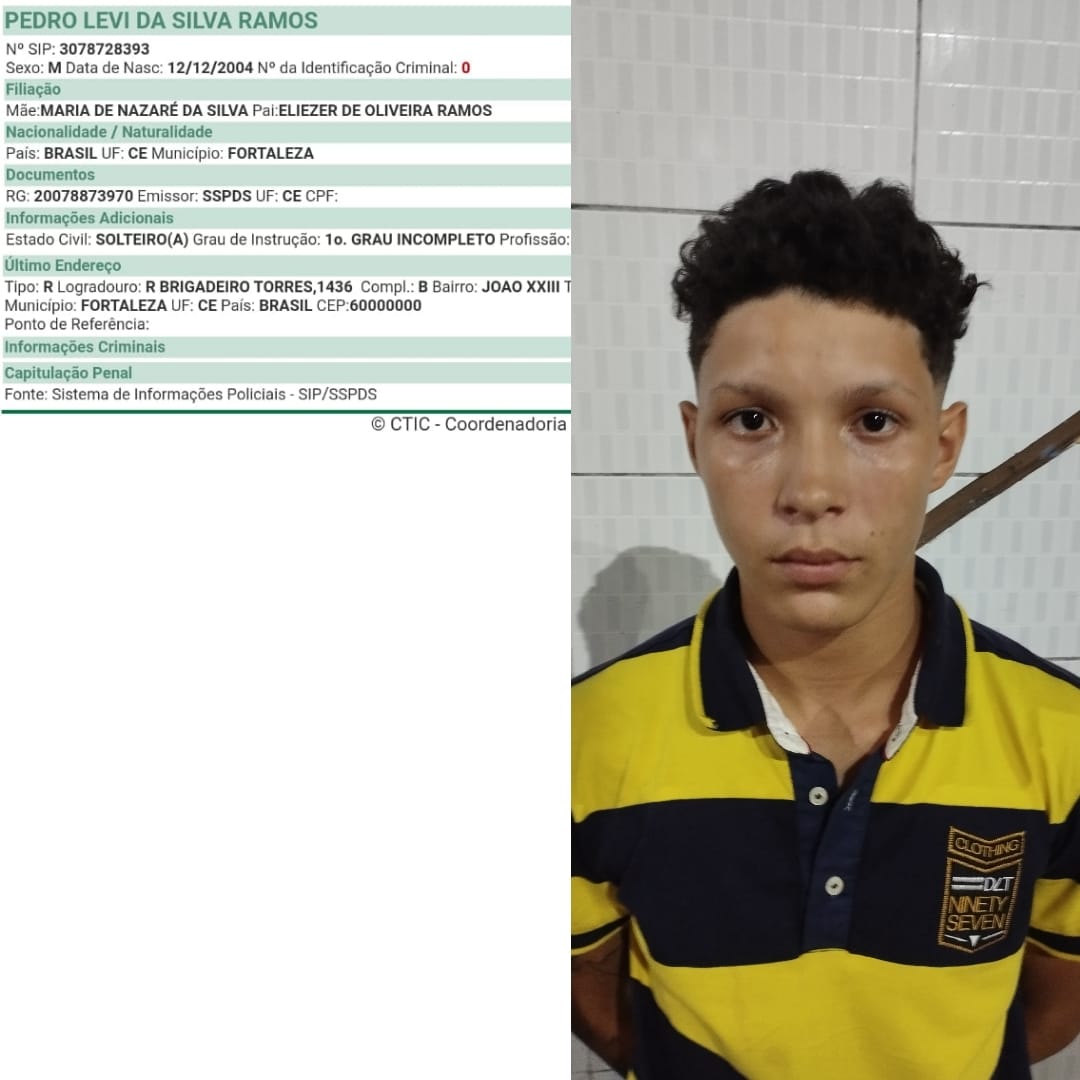 PEDRO LEVI DA SILVA RAMOS
Nº SIP: 3078728393
Sexo: M Data de Nasc: 12/12/2004 Nº da Identificação Criminal: 0
Filiação
Mãe:MARIA DE NAZARÉ DA SILVA Pai:ELIEZER DE OLIVEIRA RAMOS
Nacionalidade / Naturalidade
País: BRASIL UF: CE Município: FORTALEZA
Documentos
RG: 20078873970 Emissor: SSPDS UF: CE CPF:
Informações Adicionais
Estado Civil: SOLTEIRO(A) Grau de Instrução: 1o. GRAU INCOMPLETO Profissão:
Último Endereço
Tipo: R Logradouro: R BRIGADEIRO TORRES,1436 Compl.: B Bairro: JOAO XXIII T
Município: FORTALEZA UF: CE País: BRASIL CEP:60000000
Ponto de Referência:
Informações Criminais
Capitulação Penal
Fonte: Sistema de Informações Policiais - SIP/SSPDS
© CTIC - Coordenadoria
CLOTHING
DLT
NINETY
SEVEN